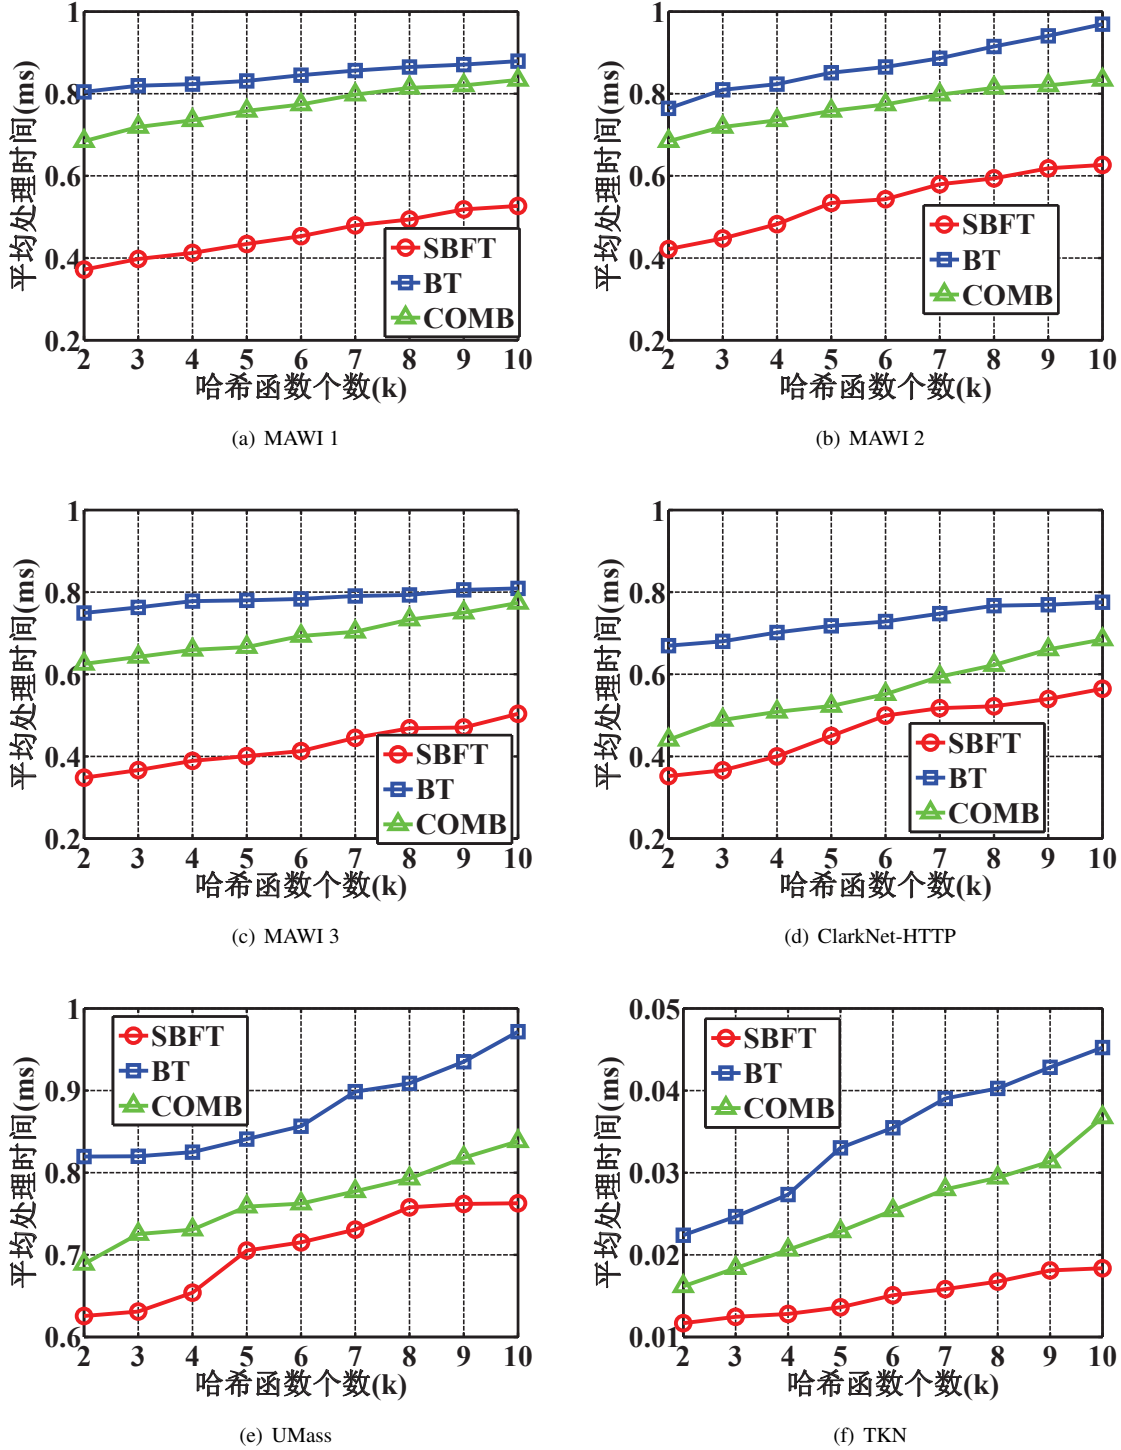 平均处理时间(ms)
1
0.8
0.6
0.4
0.2
SBFT
BT
COMB
2 3 4 5 6 7 8 9 10
哈希函数个数(k)
(a) MAWI 1
平均处理时间(ms)
1
0.8
0.6
0.4
0.2
SBFT
BT
COMB
2 3 4 5 6 7 8 9 10
哈希函数个数(k)
(b) MAWI 2
平均处理时间(ms)
1
0.8
0.6
0.4
0.2
SBFT
BT
COMB
2 3 4 5 6 7 8 9 10
哈希函数个数(k)
(c) MAWI 3
平均处理时间(ms)
1
0.8
0.6
0.4
0.2
SBFT
BT
COMB
2 3 4 5 6 7 8 9 10
哈希函数个数(k)
(d) ClarkNet-HTTP
平均处理时间(ms)
1
0.9
0.8
0.7
0.6
SBFT
BT
COMB
2 3 4 5 6 7 8 9 10
哈希函数个数(k)
(e) UMass
平均处理时间(ms)
0.05
0.04
0.03
0.02
0.01
SBFT
BT
COMB
2 3 4 5 6 7 8 9 10
哈希函数个数(k)
(f) TKN